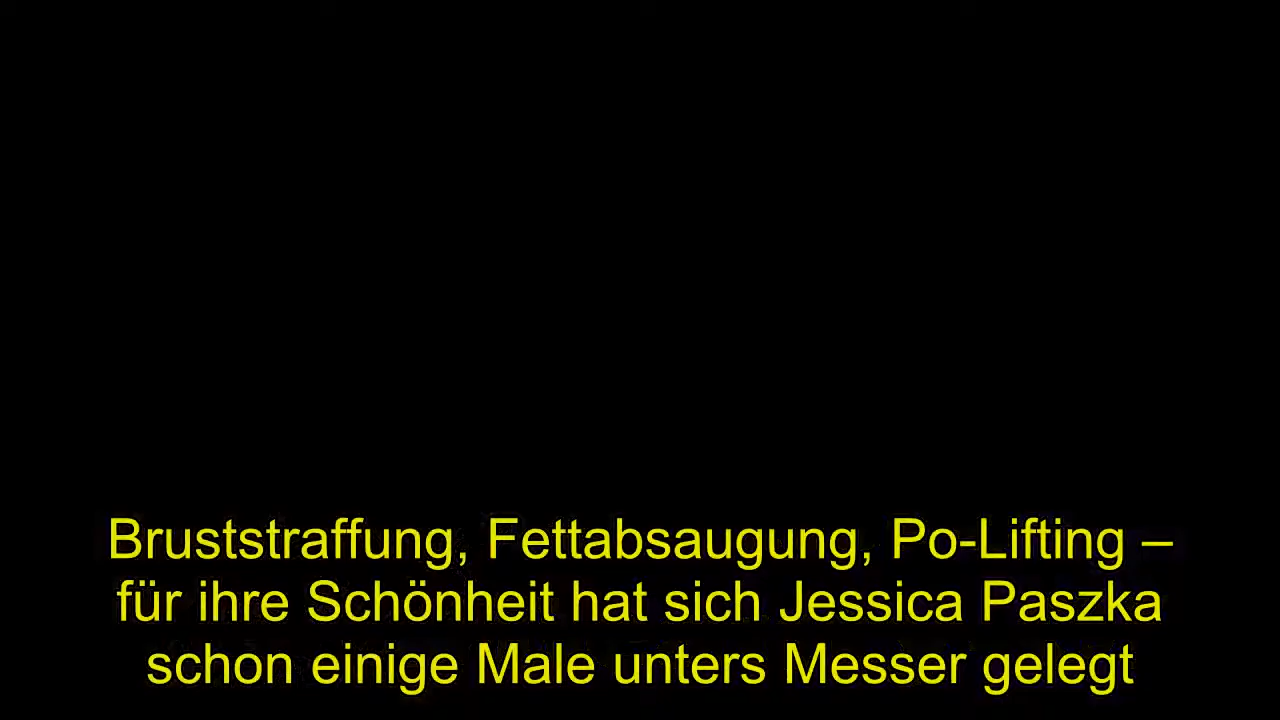 Bruststraffung, Fettabsaugung, Po-Lifting –
für ihre Schönheit hat sich Jessica Paszka
schon einige Male unters Messer gelegt